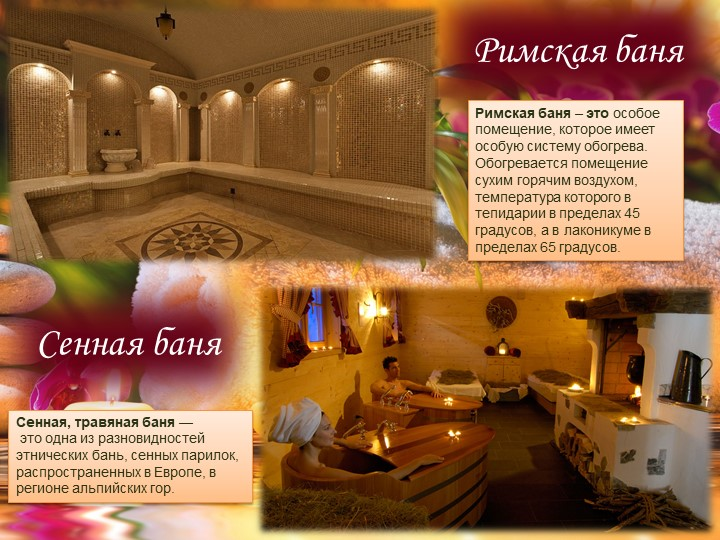 Римская баня
Римская баня – это особое
помещение, которое имеет
особую систему обогрева.
Обогревается помещение
сухим горячим воздухом,
температура которого в
тепидарии в пределах 45
градусов, а в лаконикуме в
пределах 65 градусов.
Сенная баня
Сенная, травяная баня —
это одна из разновидностей
этнических бань, сенных парилок,
распространенных в Европе, в
регионе альпийских гор.